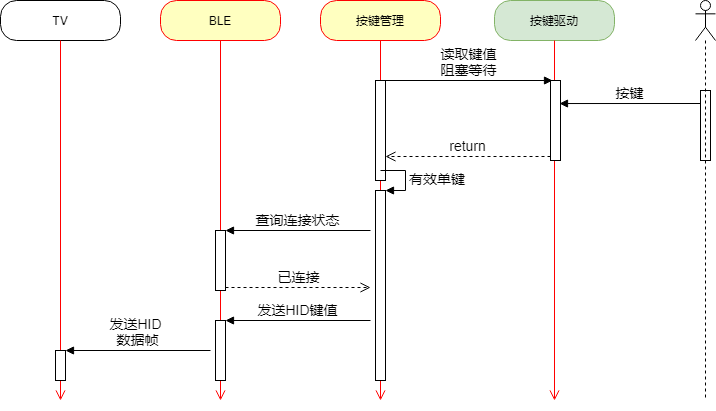 TV
BLE
按键管理
按键驱动
读取键值
阻塞等待
按键
return
有效单键
查询连接状态
已连接
发送HID键值
发送HID
数据帧